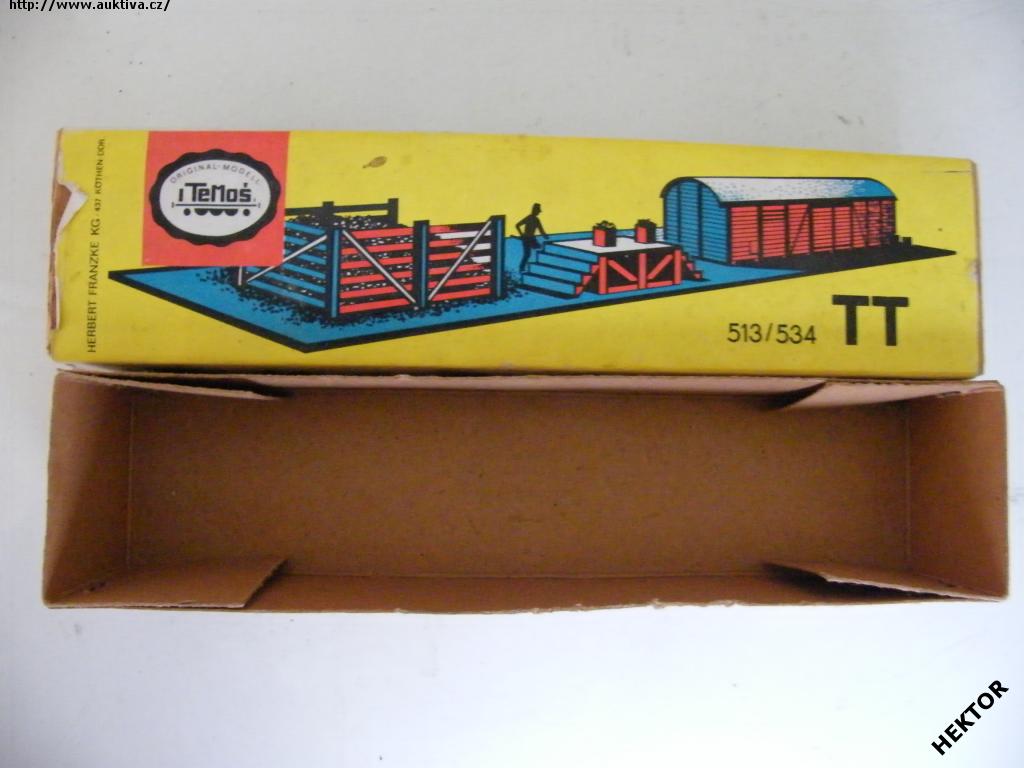 http://www.auktiva.cz/
HERBERT FRANZKE KG · 437 KÖTHEN·DDR
ORIGINAL-MODELL
TeMos
513/534 TT
HEKTOR